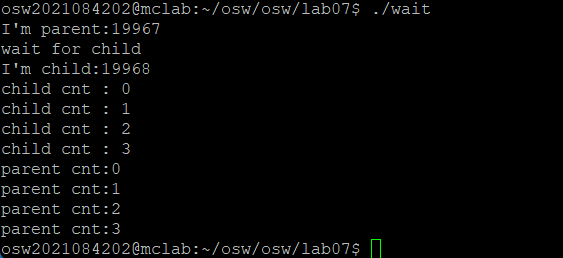 osw2021084202@mclab:~/osw/osw/lab07$ ./wait
I'm parent:19967
wait for child
I'm child:19968
child cnt : 0
child cnt : 1
child cnt : 2
child cnt : 3
parent cnt:0
parent cnt:1
parent cnt:2
parent cnt:3
osw2021084202@mclab:~/osw/osw/lab07$